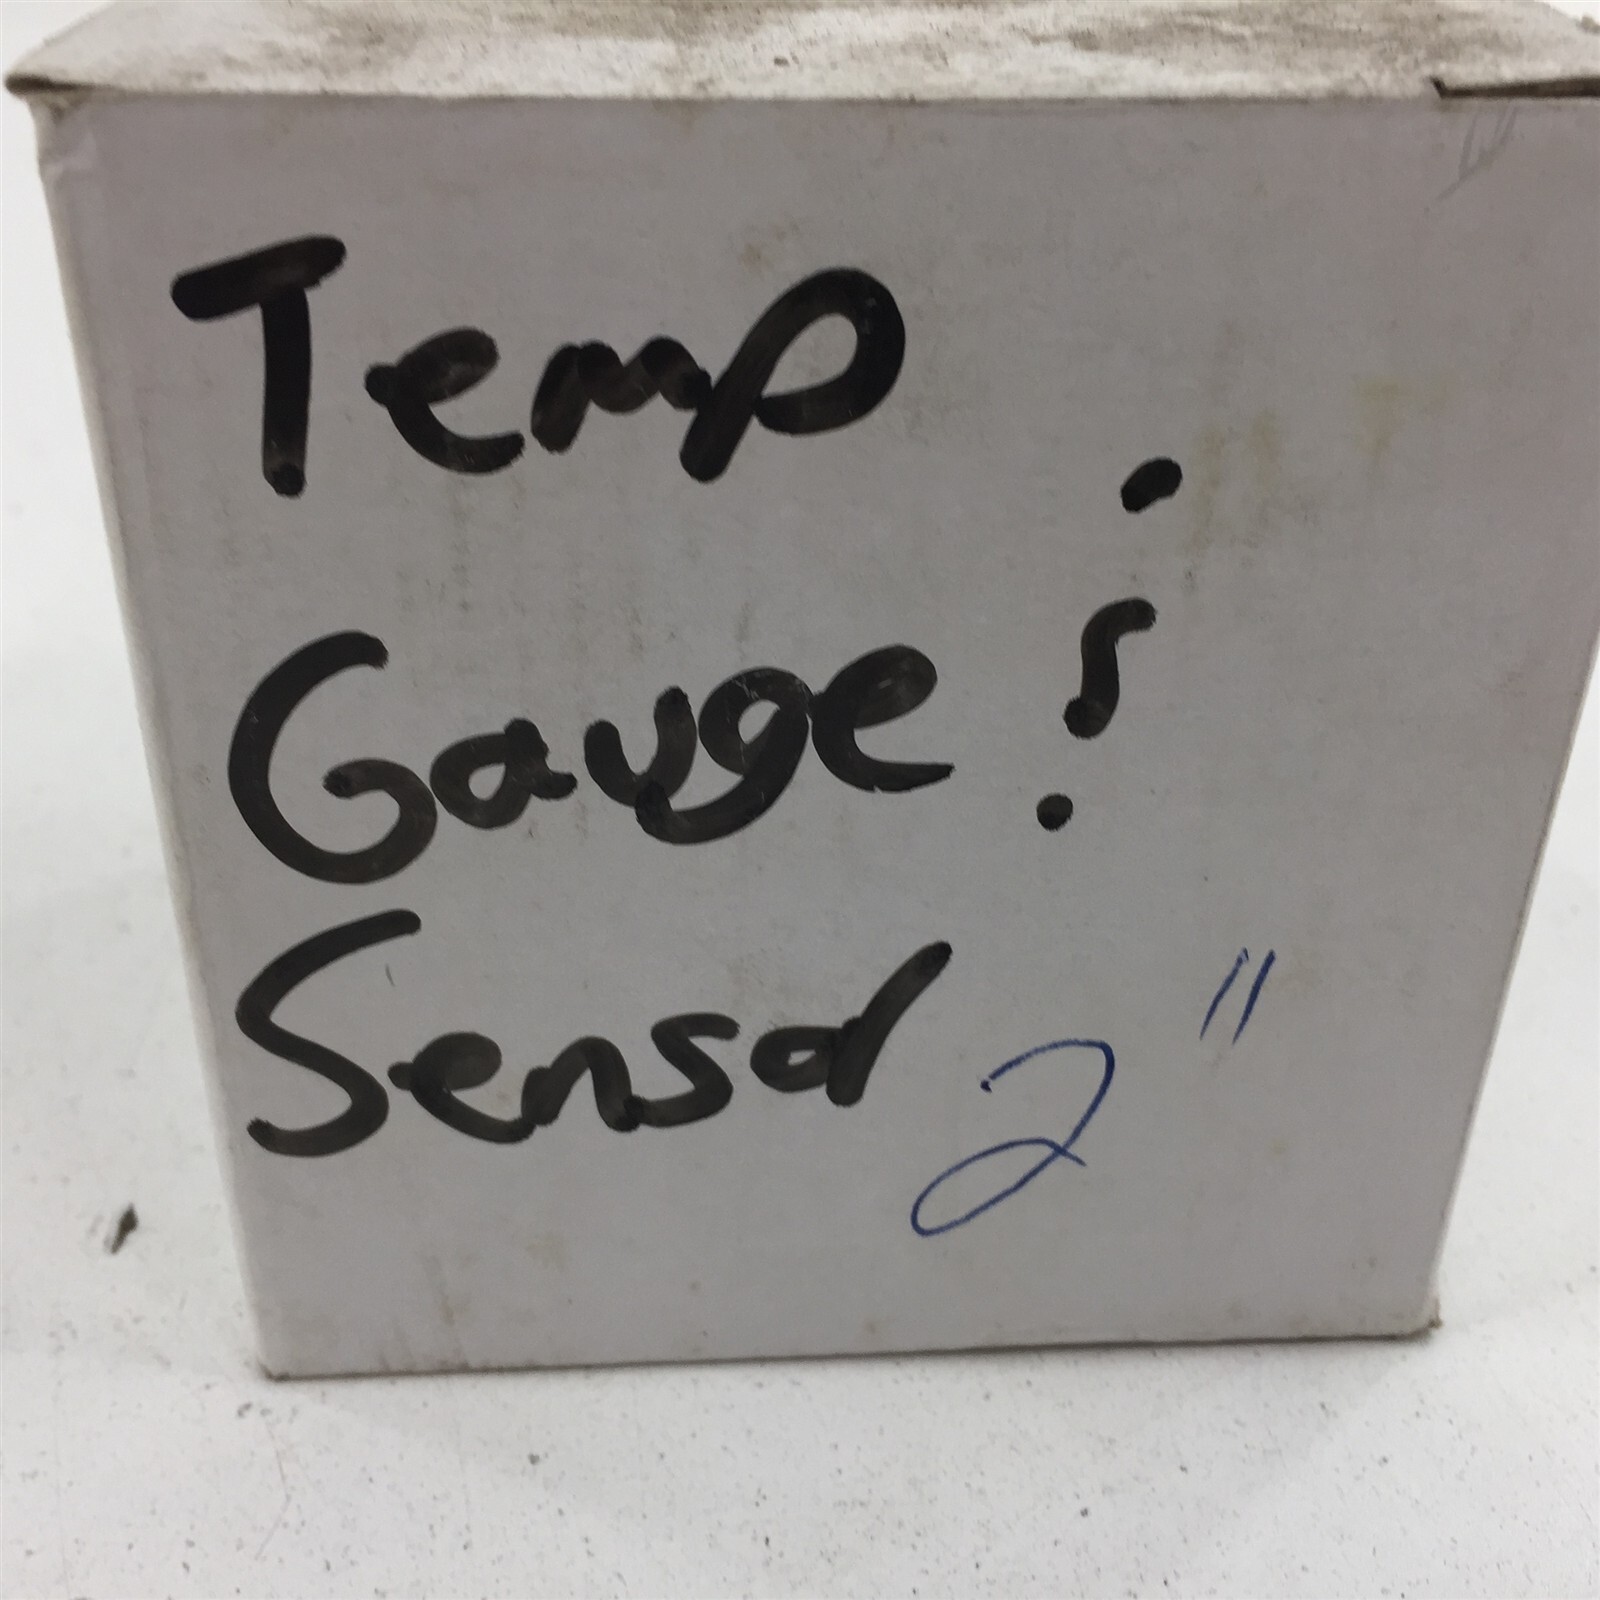 Temp
Gauge &
Sensor
2"